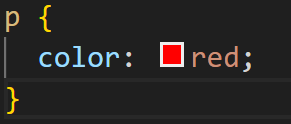 p {
  color: red;
}